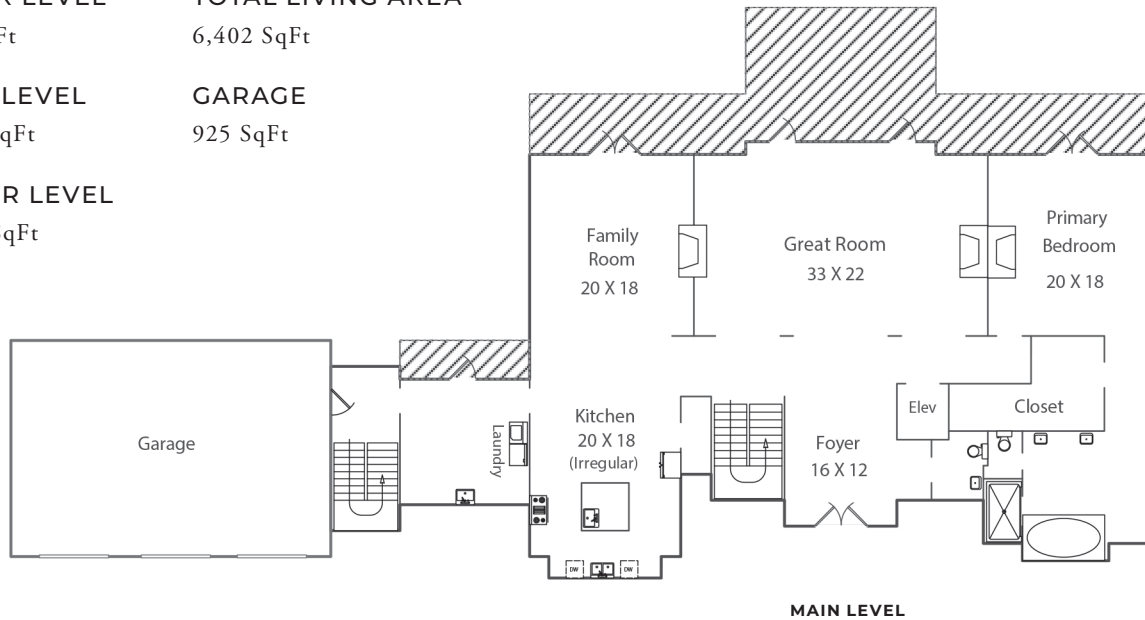 LEVEL TOTAL LIVING AREA
6,402 SqFt
LEVEL GARAGE
925 SqFt
LEVEL
Family
Room
20 X 18
Great Room
33 X 22
Primary
Bedroom
20 X 18
Garage
Laundry
Kitchen
20 X 18
(Irregular)
Foyer
16 X 12
Elev
Closet
DW
DW
MAIN LEVEL